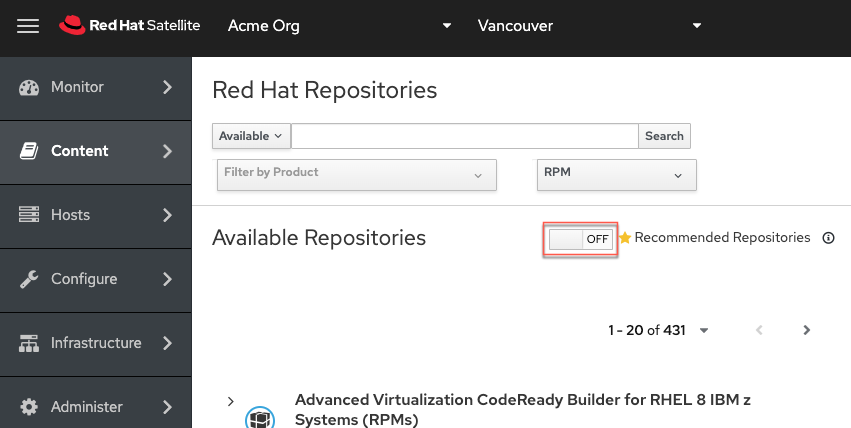 Red Hat Satellite Acme Org Vancouver
Monitor
Content
Hosts
Configure
Infrastructure
Administer
Red Hat Repositories
Available Search
Filter by Product RPM
Available Repositories OFF Recommended Repositories
1 - 20 of 431
Advanced Virtualization CodeReady Builder for RHEL 8 IBM z
Systems (RPMs)